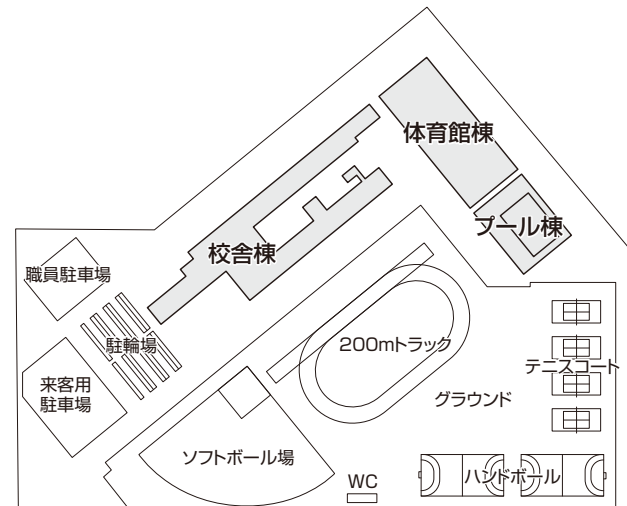 体育館棟
プール棟
校舎棟
職員駐車場
駐輪場
200mトラック
テニスコート
来客用
駐車場
グラウンド
ソフトボール場
WC
ハンドボール